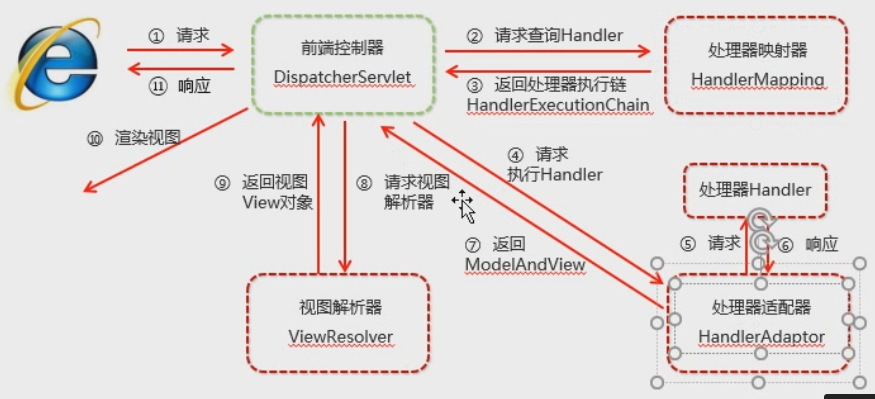 ① 请求
⑪ 响应
前端控制器
DispatcherServlet
② 请求查询Handler
③ 返回处理器执行链
HandlerExecutionChain
处理器映射器
HandlerMapping
⑩ 渲染视图
⑨ 返回视图
View对象
⑧ 请求视图
解析器
④ 请求
执行Handler
⑦ 返回
ModelAndView
处理器Handler
⑤ 请求
⑥ 响应
视图解析器
ViewResolver
处理器适配器
HandlerAdaptor